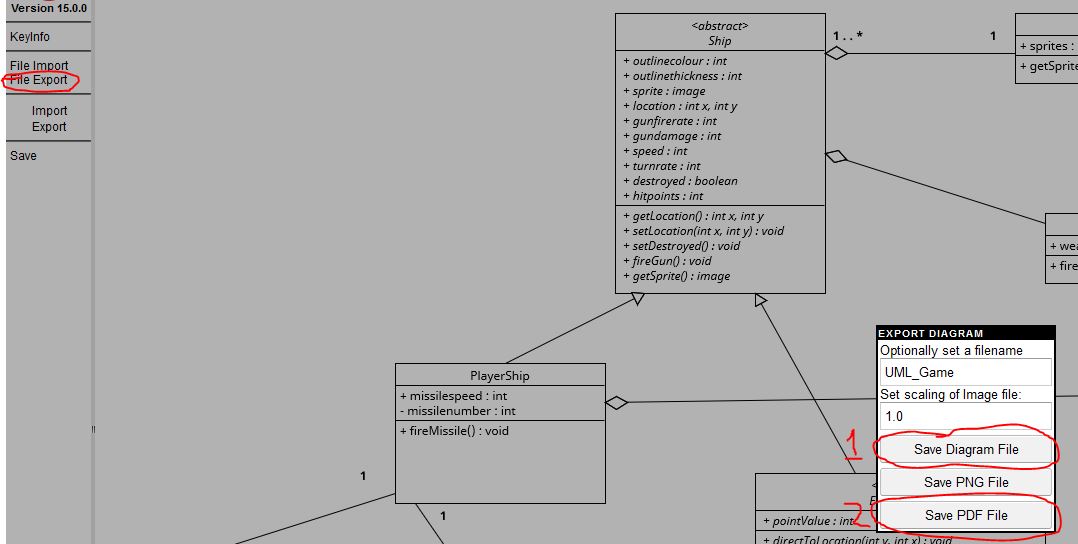 Version 15.0.0
KeyInfo
File Import
File Export
Import
Export
Save
<abstract>
Ship
+ outlinecolour : int
+ outlinethickness : int
+ sprite : image
+ location : int x, int y
+ gunfirerate : int
+ gundamage : int
+ speed : int
+ turnrate : int
+ destroyed : boolean
+ hitpoints : int
+ getLocation() : int x, int y
+ setLocation(int x, int y) : void
+ setDestroyed() : void
+ fireGun() : void
+ getSprite() : image
1..*
1
+ sprites :
+ getSprite
+ wea
+ fire
PlayerShip
+ missilespeed : int
- missilenumber : int
+ fireMissile() : void
1
1
EXPORT DIAGRAM
Optionally set a filename
UML_Game
Set scaling of Image file:
1.0
1
Save Diagram File
Save PNG File
2
Save PDF File
+ pointValue : int
+ directToLocation(int y, int x) : void